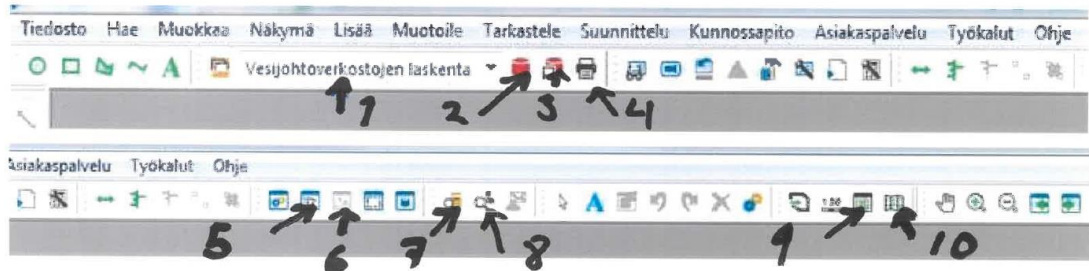 Tiedosto Hae Muokkaa Näkymä Lisää Muotoile Tarkastele Suunnittelu Kunnossapito Asiakaspalvelu Työkalut Ohje
A Vesijohtoverkostojen laskenta
1 2 3 4
Asiakaspalvelu Työkalut Ohje
A
5 6 7 8 9 10